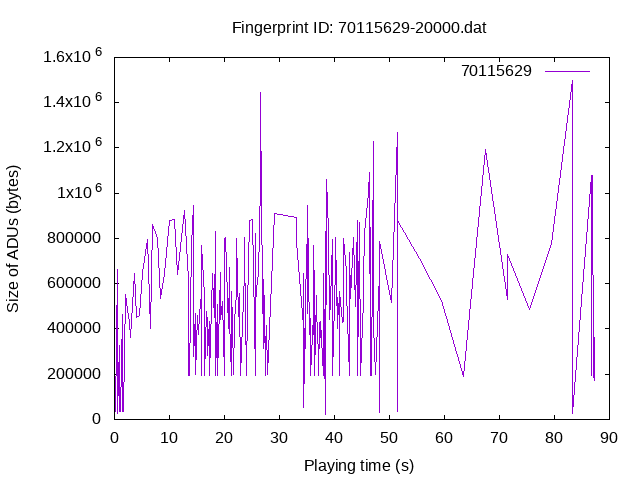 Fingerprint ID: 70115629-20000.dat
1.6x10^6
70115629
1.4x10^6
1.2x10^6
1x10^6
800000
600000
400000
200000
0
Size of ADUs (bytes)
0 10 20 30 40 50 60 70 80 90
Playing time (s)